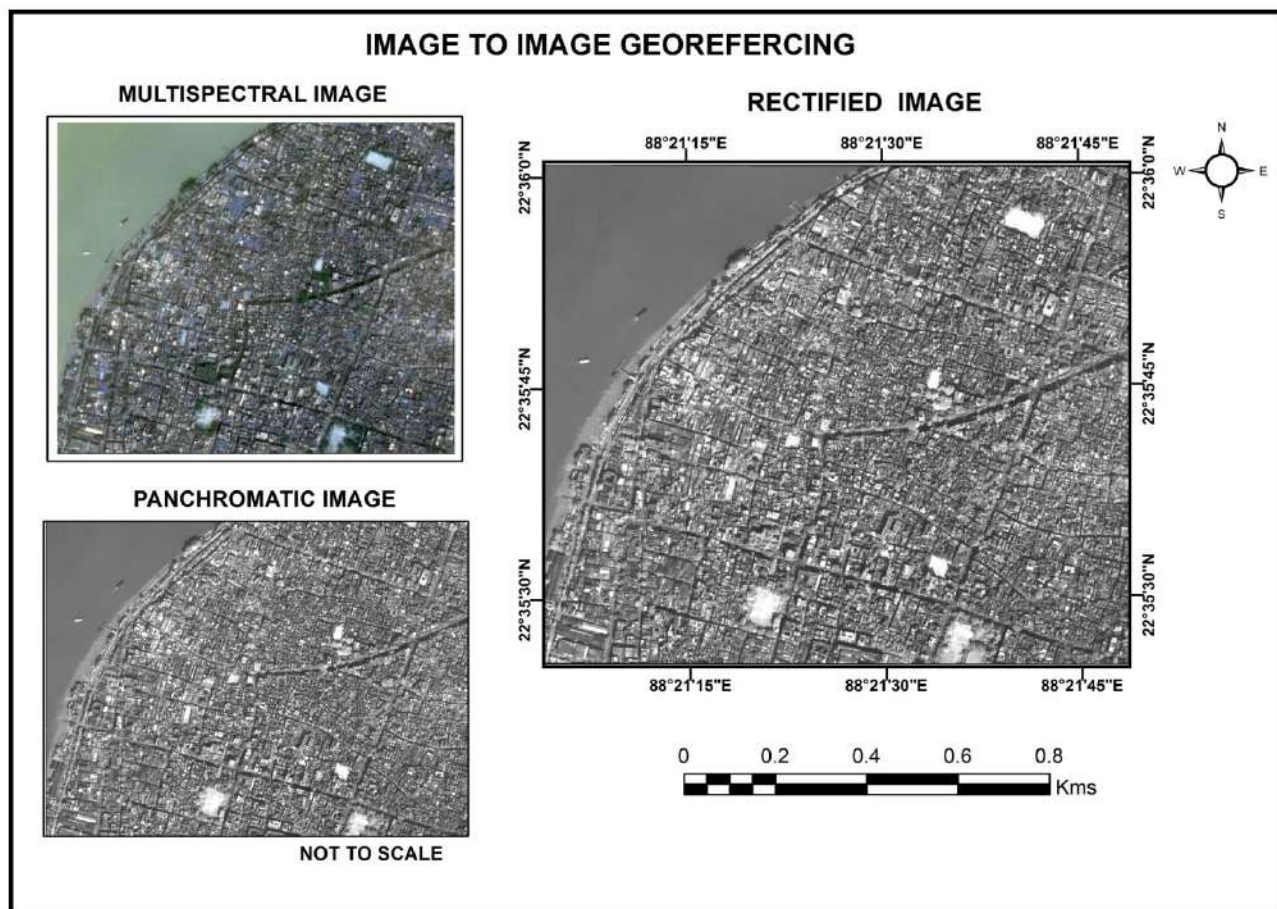 IMAGE TO IMAGE GEOREFERCING
MULTISPECTRAL IMAGE
PANCHROMATIC IMAGE
NOT TO SCALE
RECTIFIED IMAGE
88°21'15"E 88°21'30"E 88°21'45"E
22°36'0"N
22°35'45"N
22°35'30"N
22°36'0"N
22°35'45"N
22°35'30"N
88°21'15"E 88°21'30"E 88°21'45"E
N
W E
S
0 0.2 0.4 0.6 0.8
Kms